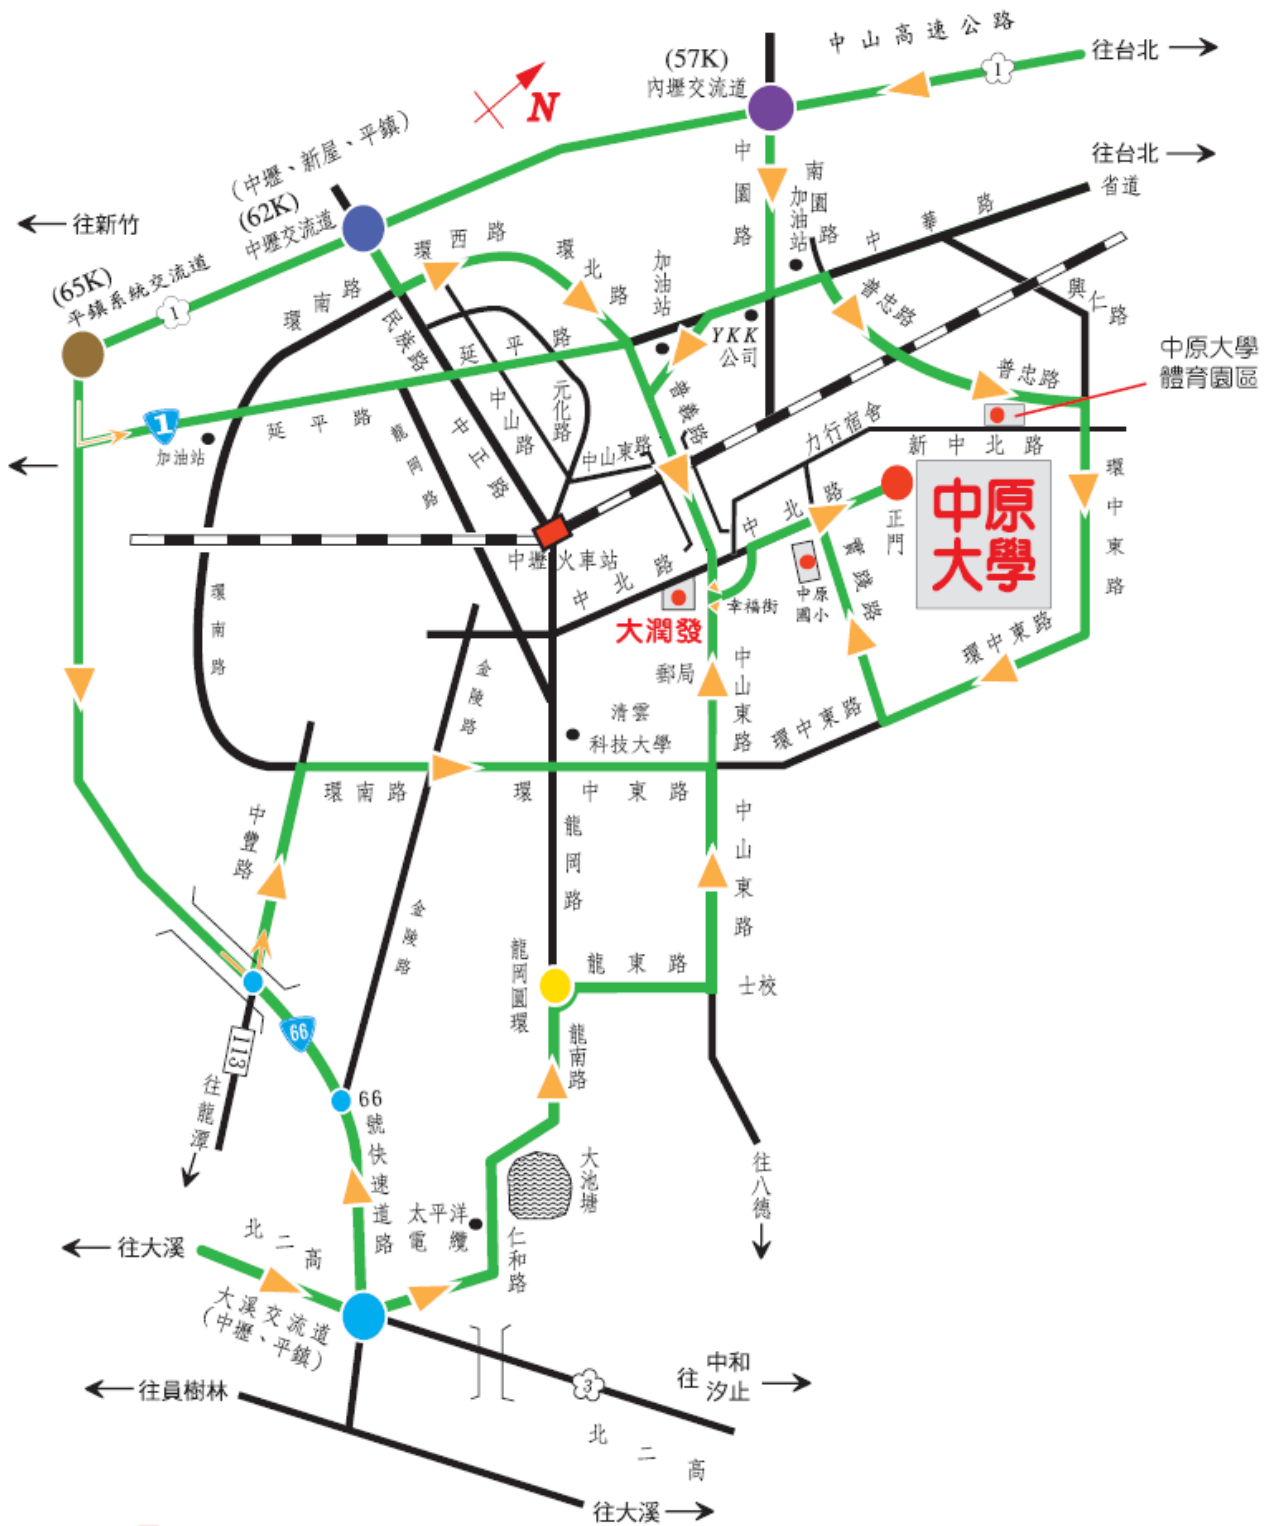 中山高速公路
往台北
1
(57K)
內壢交流道
N
往台北
省道
(中壢、新屋、平鎮)
(62K)
中壢交流道
往新竹
(65K)
平鎮系統交流道
1
中園路
南園路
加油站
中華路
環西路
環北路
加油站
環南路
民族路
延平路
YKK
公司
普忠路
興仁路
中原大學
體育園區
普忠路
普義路
元化路
中山路
中正路
中山東路
力行宿舍
新中北路
1
加油站
延平路
龍岡路
中北路
正門
中原
大學
環中東路
中壢火車站
中北路
實踐路
中原
國小
幸福街
大潤發
環南路
郵局
中山東路
環中東路
金陵路
清雲
科技大學
環中東路
環南路
環中東路
中豐路
龍岡路
中山東路
金陵路
龍岡圓環
龍東路
士校
66
113
往龍潭
66
號快速道路
龍南路
大池塘
往八德
太平洋
電纜
仁和路
往大溪
北二高
大溪交流道
(中壢、平鎮)
往員樹林
3
往
中和
汐止
北二高
往大溪